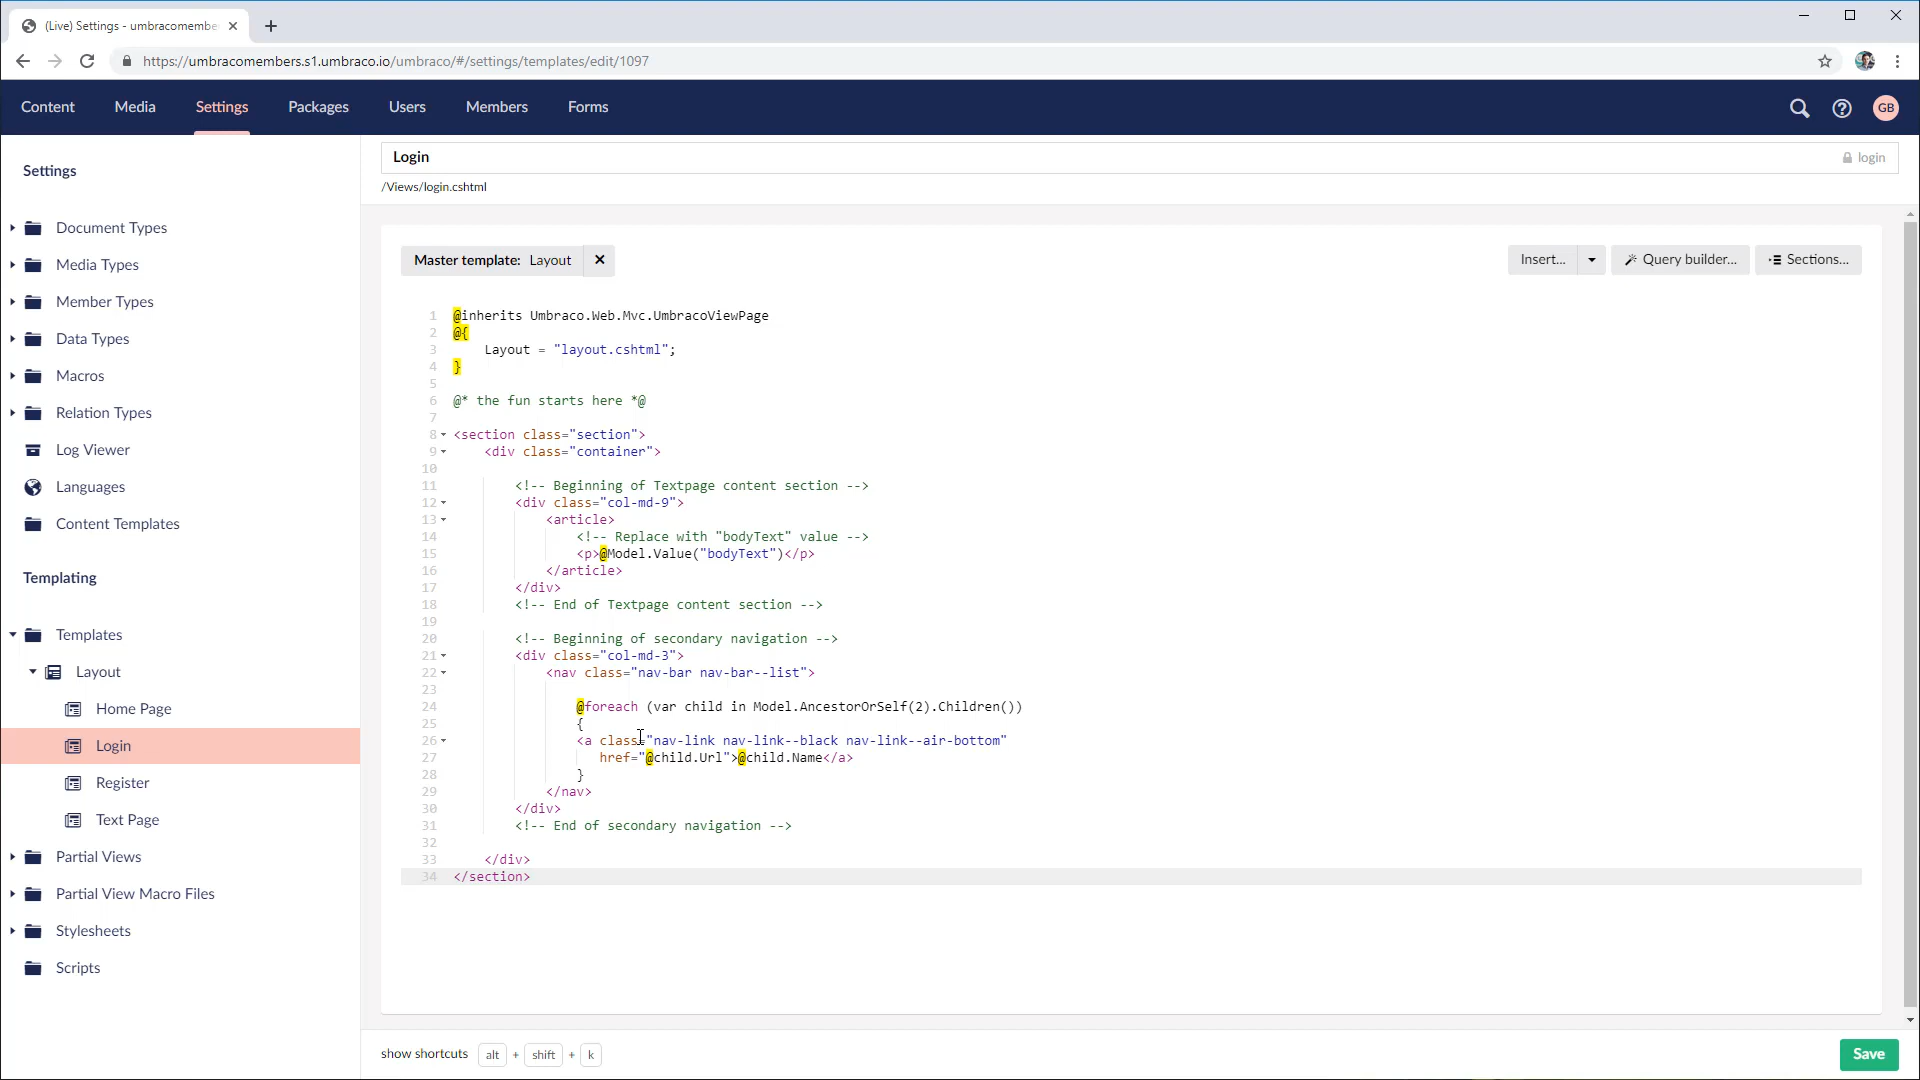 (Live) Settings - umbracomembe
https://umbracomembers.s1.umbraco.io/umbraco/#/settings/templates/edit/1097
Content Media Settings Packages Users Members Forms GB
Settings
Document Types
Media Types
Member Types
Data Types
Macros
Relation Types
Log Viewer
Languages
Content Templates
Templating
Templates
Layout
Home Page
Login
Register
Text Page
Partial Views
Partial View Macro Files
Stylesheets
Scripts
Login login
/Views/login.cshtml
Master template: Layout
Insert... Query builder... Sections...
1 @inherits Umbraco.Web.Mvc.UmbracoViewPage
2 @{
3 Layout = "layout.cshtml";
4 }
5
6 @* the fun starts here *@
7
8 <section class="section">
9 <div class="container">
10
11 <!-- Beginning of Textpage content section -->
12 <div class="col-md-9">
13 <article>
14 <!-- Replace with "bodyText" value -->
15 <p>@Model.Value("bodyText")</p>
16 </article>
17 </div>
18 <!-- End of Textpage content section -->
19
20 <!-- Beginning of secondary navigation -->
21 <div class="col-md-3">
22 <nav class="nav-bar nav-bar--list">
23
24 @foreach (var child in Model.AncestorOrSelf(2).Children())
25 {
26 <a class="nav-link nav-link--black nav-link--air-bottom"
27 href="@child.Url">@child.Name</a>
28 }
29 </nav>
30 </div>
31 <!-- End of secondary navigation -->
32
33 </div>
34 </section>
show shortcuts alt + shift + k
Save